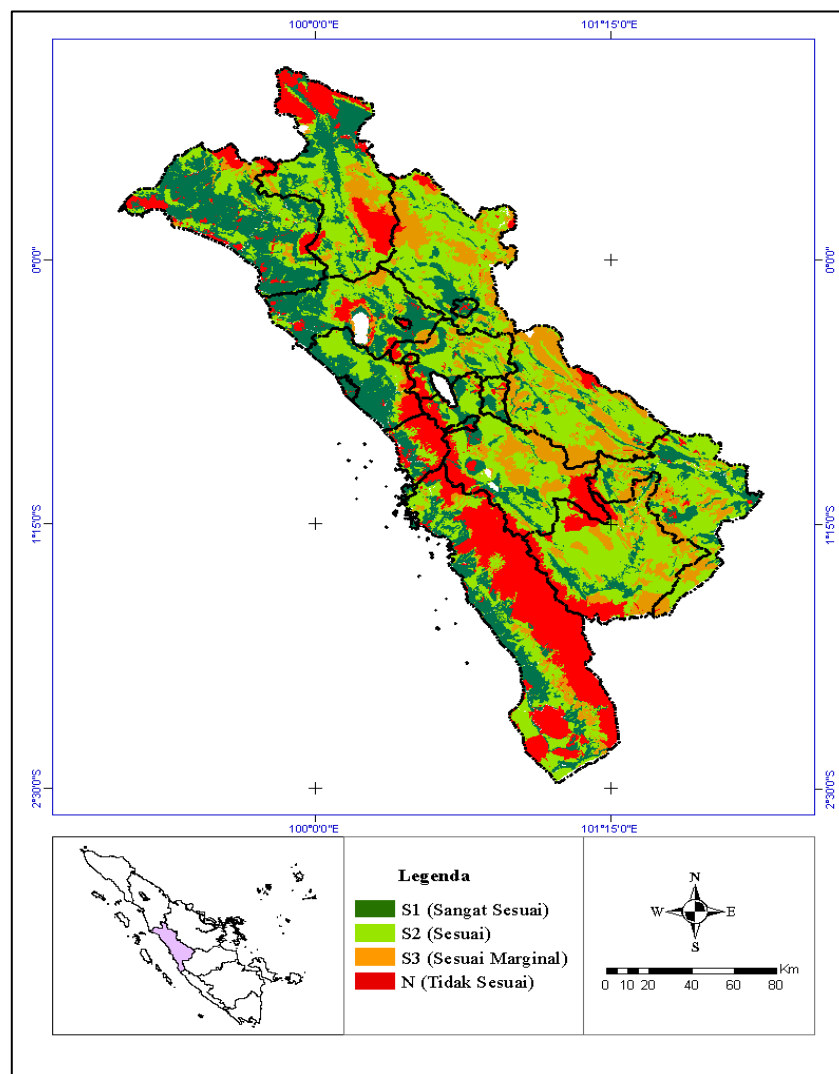 100°0'0"E 101°15'0"E
0°0'0" 0°0'0"
1°15'0"S 1°15'0"S
2°30'0"S 2°30'0"S
100°0'0"E 101°15'0"E
Legenda
S1 (Sangat Sesuai)
S2 (Sesuai)
S3 (Sesuai Marginal)
N (Tidak Sesuai)
N
W E
S
Km
0 10 20 40 60 80